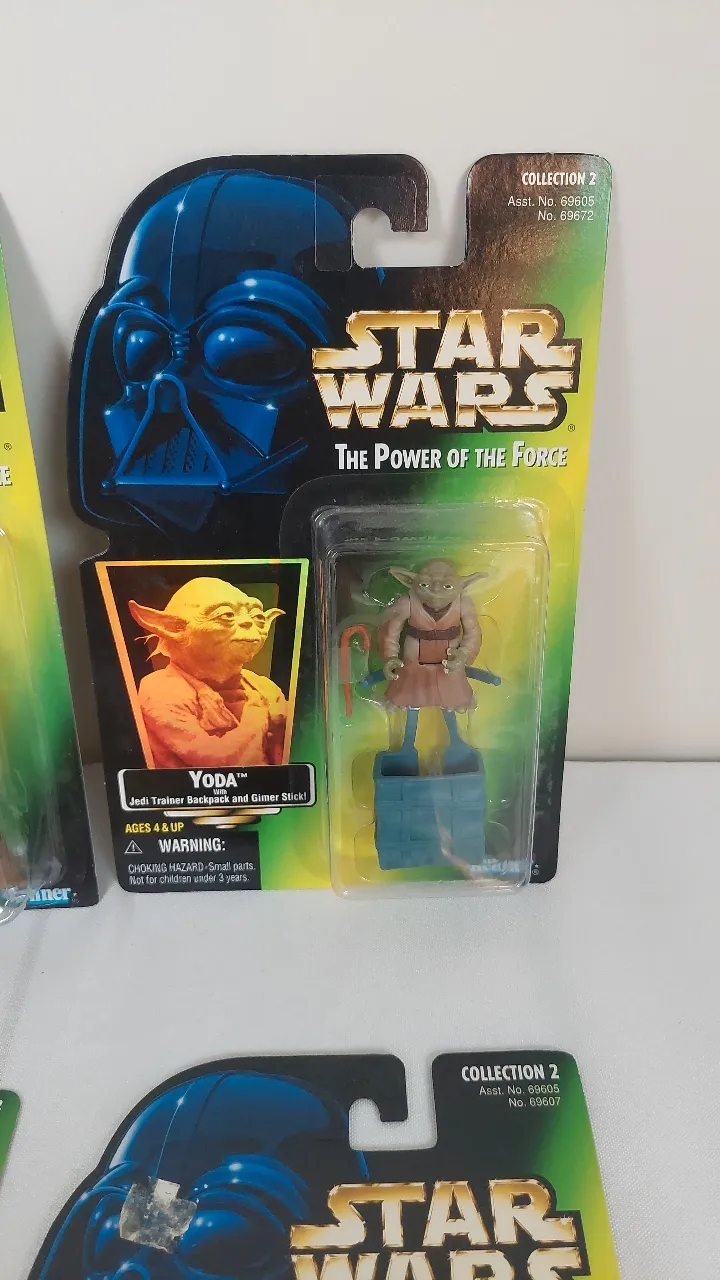 COLLECTION 2
Asst. No. 69605
No. 69672
STAR
WARS
®
THE POWER OF THE FORCE
YODA™
with
Jedi Trainer Backpack and Gimer Stick!
AGES 4 & UP
WARNING:
CHOKING HAZARD-Small parts.
Not for children under 3 years.
®
COLLECTION 2
Asst. No. 69605
No. 69607
STAR
WARS